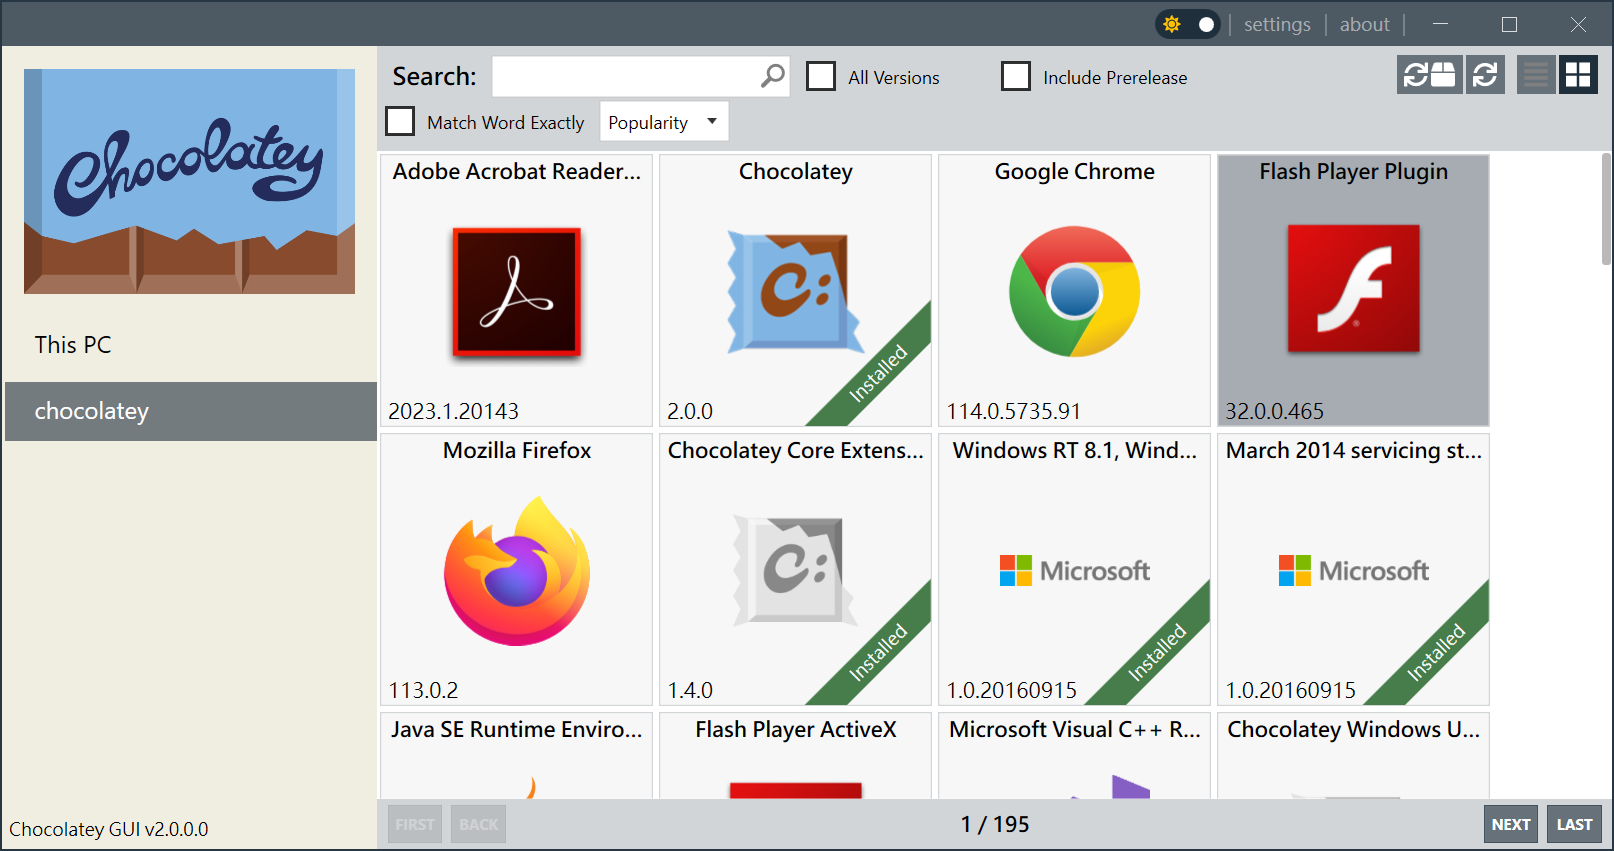 settings
about
Chocolatey
This PC
chocolatey
Chocolatey GUI v2.0.0.0
Search:
All Versions
Include Prerelease
Match Word Exactly
Popularity
Adobe Acrobat Reader...
2023.1.20143
Chocolatey
C:
Installed
2.0.0
Google Chrome
114.0.5735.91
Flash Player Plugin
32.0.0.465
Mozilla Firefox
113.0.2
Chocolatey Core Extens...
C:
Installed
1.4.0
Windows RT 8.1, Wind...
Microsoft
Installed
1.0.20160915
March 2014 servicing st...
Microsoft
Installed
1.0.20160915
Java SE Runtime Enviro...
Flash Player ActiveX
Microsoft Visual C++ R...
Chocolatey Windows U...
FIRST
BACK
1 / 195
NEXT
LAST